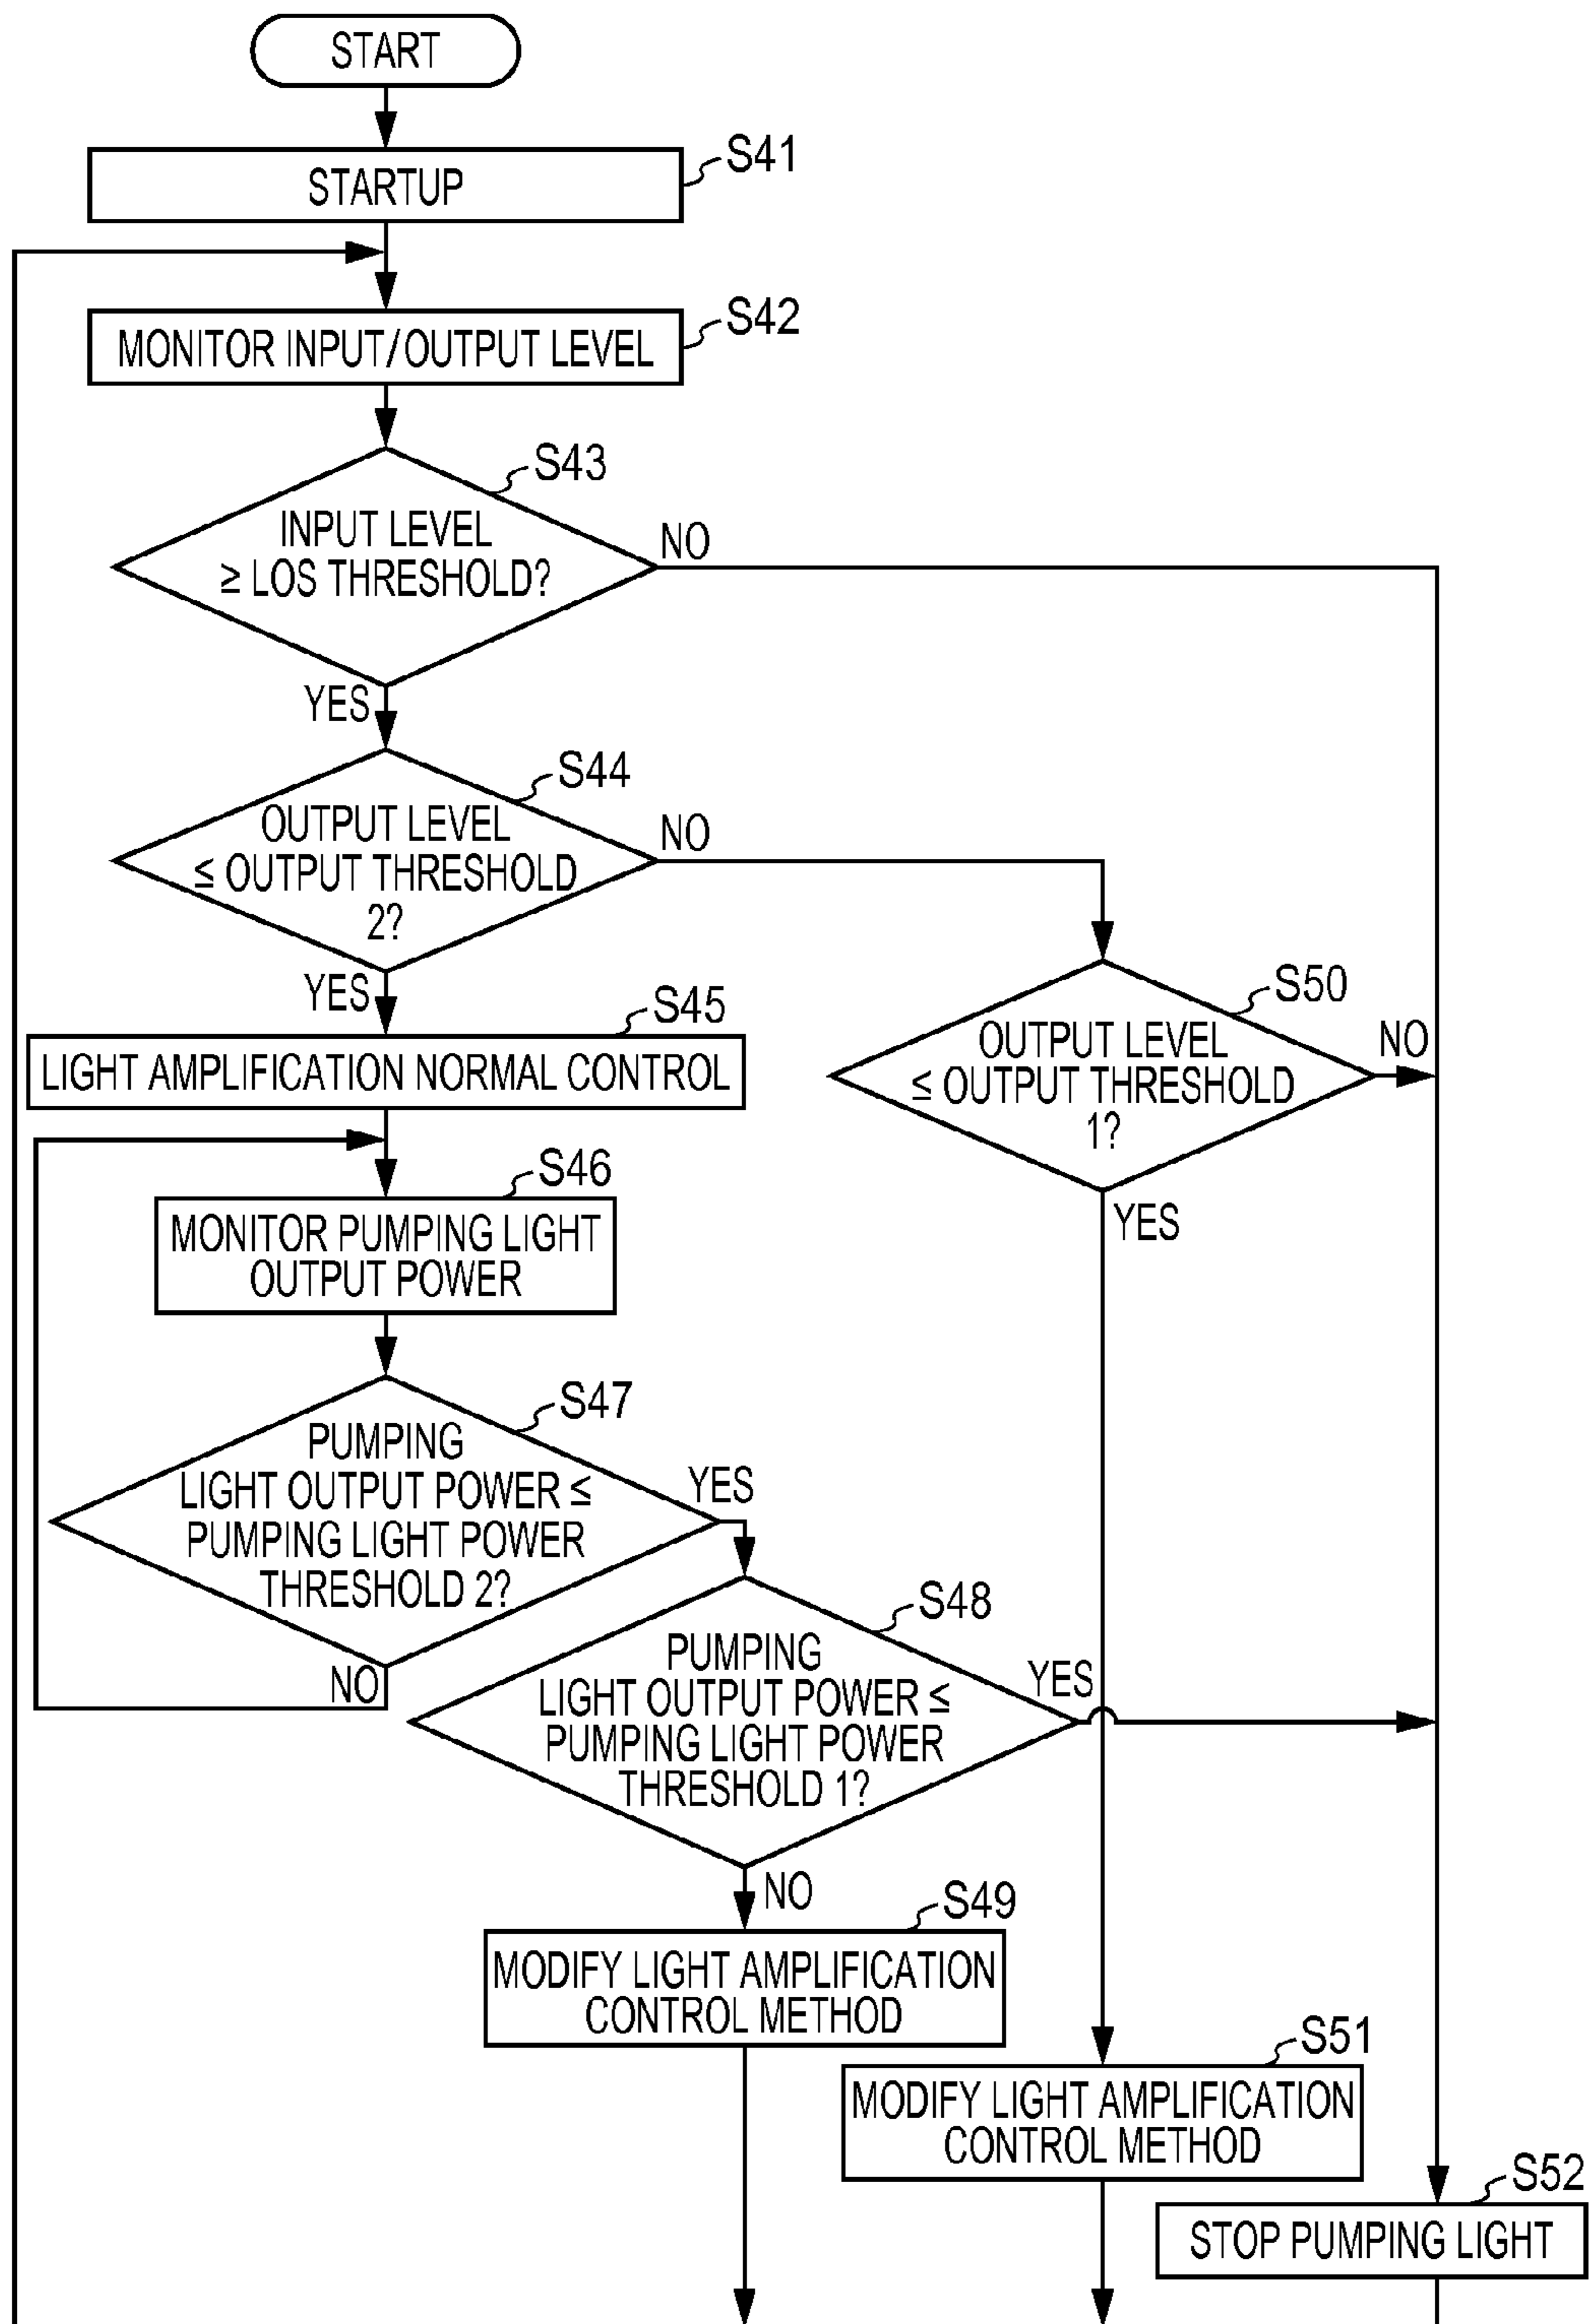 START
STARTUP
S41
MONITOR INPUT/OUTPUT LEVEL
S42
S43
INPUT LEVEL
≥ LOS THRESHOLD?
NO
YES
S44
OUTPUT LEVEL
≤ OUTPUT THRESHOLD
2?
NO
YES
S45
LIGHT AMPLIFICATION NORMAL CONTROL
S50
OUTPUT LEVEL
≤ OUTPUT THRESHOLD
1?
NO
YES
S46
MONITOR PUMPING LIGHT
OUTPUT POWER
S47
PUMPING
LIGHT OUTPUT POWER ≤
PUMPING LIGHT POWER
THRESHOLD 2?
YES
NO
S48
PUMPING
LIGHT OUTPUT POWER ≤
PUMPING LIGHT POWER
THRESHOLD 1?
YES
NO
S49
MODIFY LIGHT AMPLIFICATION
CONTROL METHOD
S51
MODIFY LIGHT AMPLIFICATION
CONTROL METHOD
S52
STOP PUMPING LIGHT